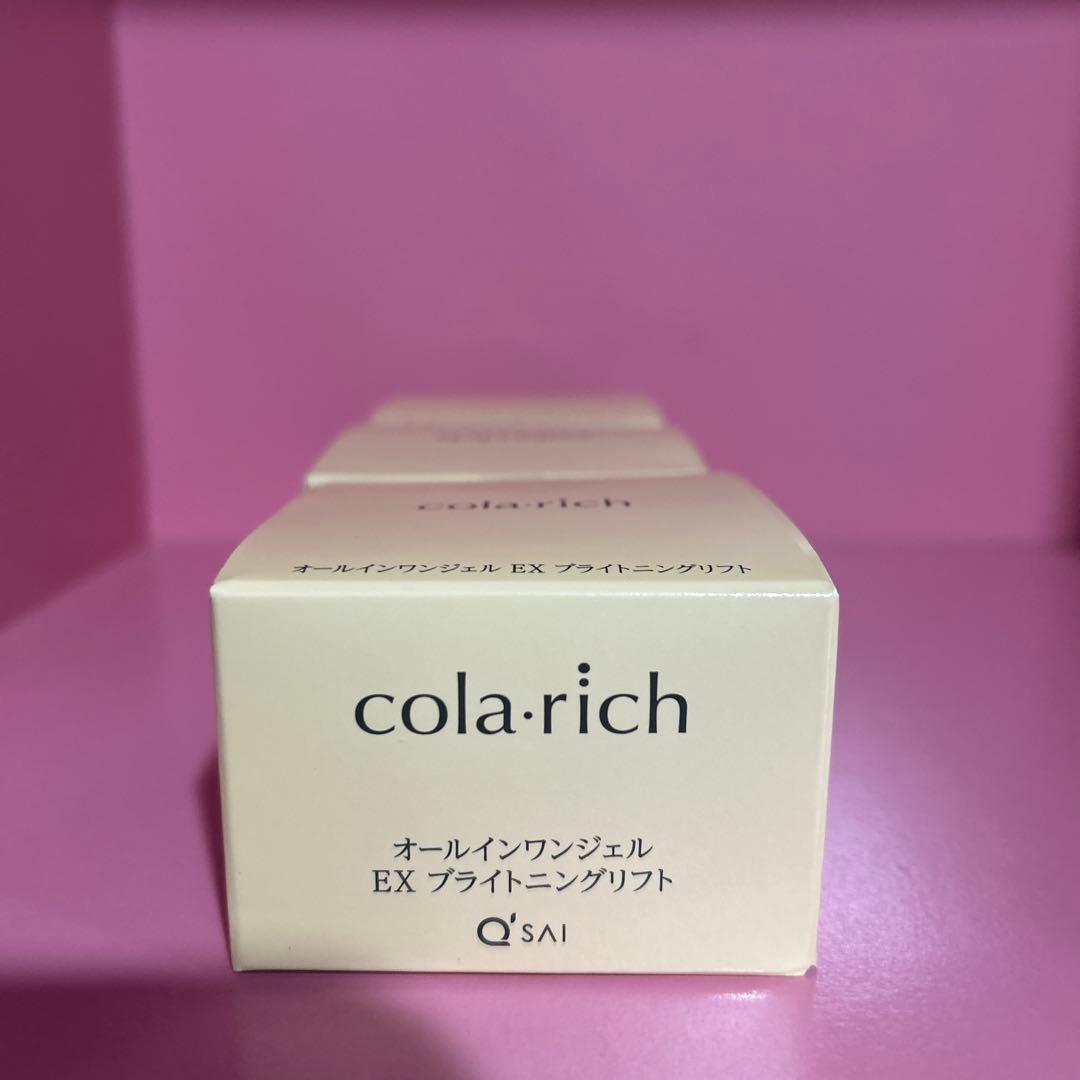 cola·rich
オールインワンジェル EX ブライトニングリフト
cola·rich
オールインワンジェル
EX ブライトニングリフト
Q'SAI